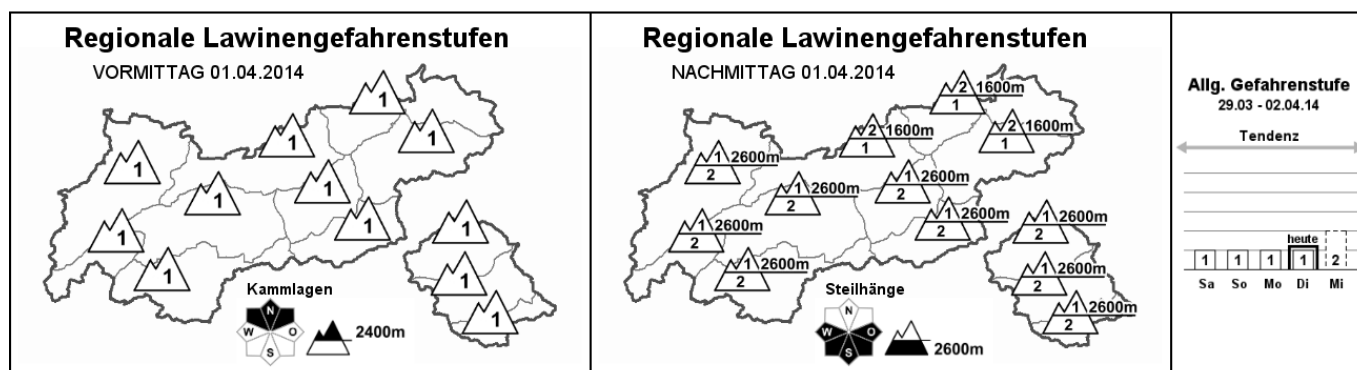 Regionale Lawinengefahrenstufen
VORMITTAG 01.04.2014
1
1
1
1
1
1
1
1
1
1
1
1
Kammlagen
N
W O
S
2400m
Regionale Lawinengefahrenstufen
NACHMITTAG 01.04.2014
2 1600m
1
2 1600m
1
2 1600m
1
1 2600m
2
1 2600m
2
1 2600m
2
1 2600m
2
1 2600m
2
1 2600m
2
1 2600m
2
1 2600m
2
1 2600m
2
Steilhänge
N
W O
S
2600m
Allg. Gefahrenstufe
29.03 - 02.04.14
Tendenz
heute
1 1 1 1 2
Sa So Mo Di Mi